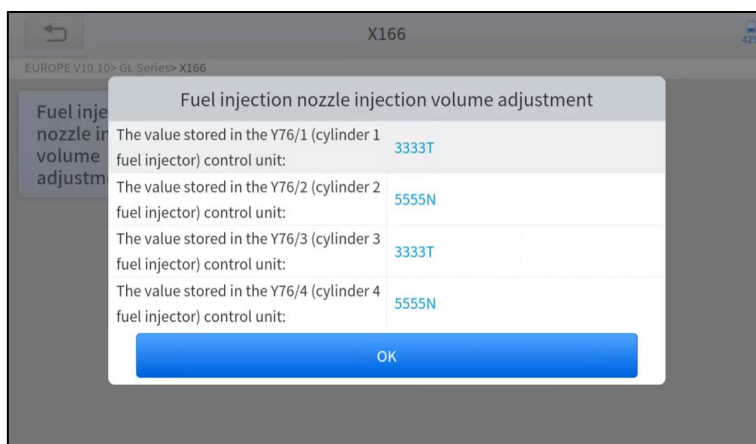 X166
EUROPE V10.10> GL Series> X166
Fuel injection nozzle injection volume adjustment
Fuel inje
nozzle in
volume
adjustm
The value stored in the Y76/1 (cylinder 1
fuel injector) control unit:
3333T
The value stored in the Y76/2 (cylinder 2
fuel injector) control unit:
5555N
The value stored in the Y76/3 (cylinder 3
fuel injector) control unit:
3333T
The value stored in the Y76/4 (cylinder 4
fuel injector) control unit:
5555N
OK